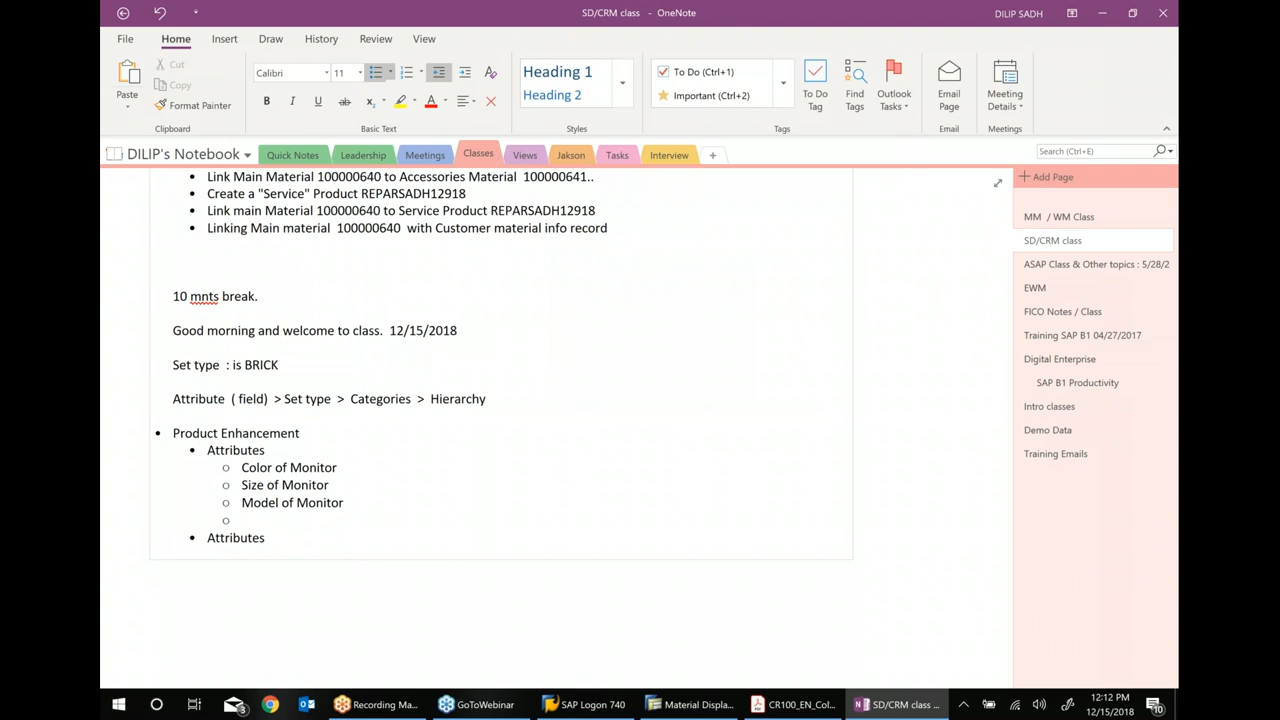 SD/CRM class - OneNote
DILIP SADH
File Home Insert Draw History Review View
Cut
Calibri 11
Heading 1
To Do (Ctrl+1)
Copy
Paste
Format Painter
Heading 2
Important (Ctrl+2)
To Do Tag
Find Tags
Outlook Tasks
Email Page
Meeting Details
Clipboard Basic Text Styles Tags Email Meetings
DILIP's Notebook Quick Notes Leadership Meetings Classes Views Jakson Tasks Interview +
Search (Ctrl+E)
Link Main Material 100000640 to Accessories Material 100000641..
Create a "Service" Product REPARSADH12918
Link main Material 100000640 to Service Product REPARSADH12918
Linking Main material 100000640 with Customer material info record
10 mnts break.
Good morning and welcome to class. 12/15/2018
Set type : is BRICK
Attribute ( field) > Set type > Categories > Hierarchy
Product Enhancement
Attributes
Color of Monitor
Size of Monitor
Model of Monitor
Attributes
Add Page
MM / WM Class
SD/CRM class
ASAP Class & Other topics : 5/28/2
EWM
FICO Notes / Class
Training SAP B1 04/27/2017
Digital Enterprise
SAP B1 Productivity
Intro classes
Demo Data
Training Emails
Recording Ma... GoToWebinar SAP Logon 740 Material Displa... CR100_EN_Col... SD/CRM class ...
12:12 PM
12/15/2018
10